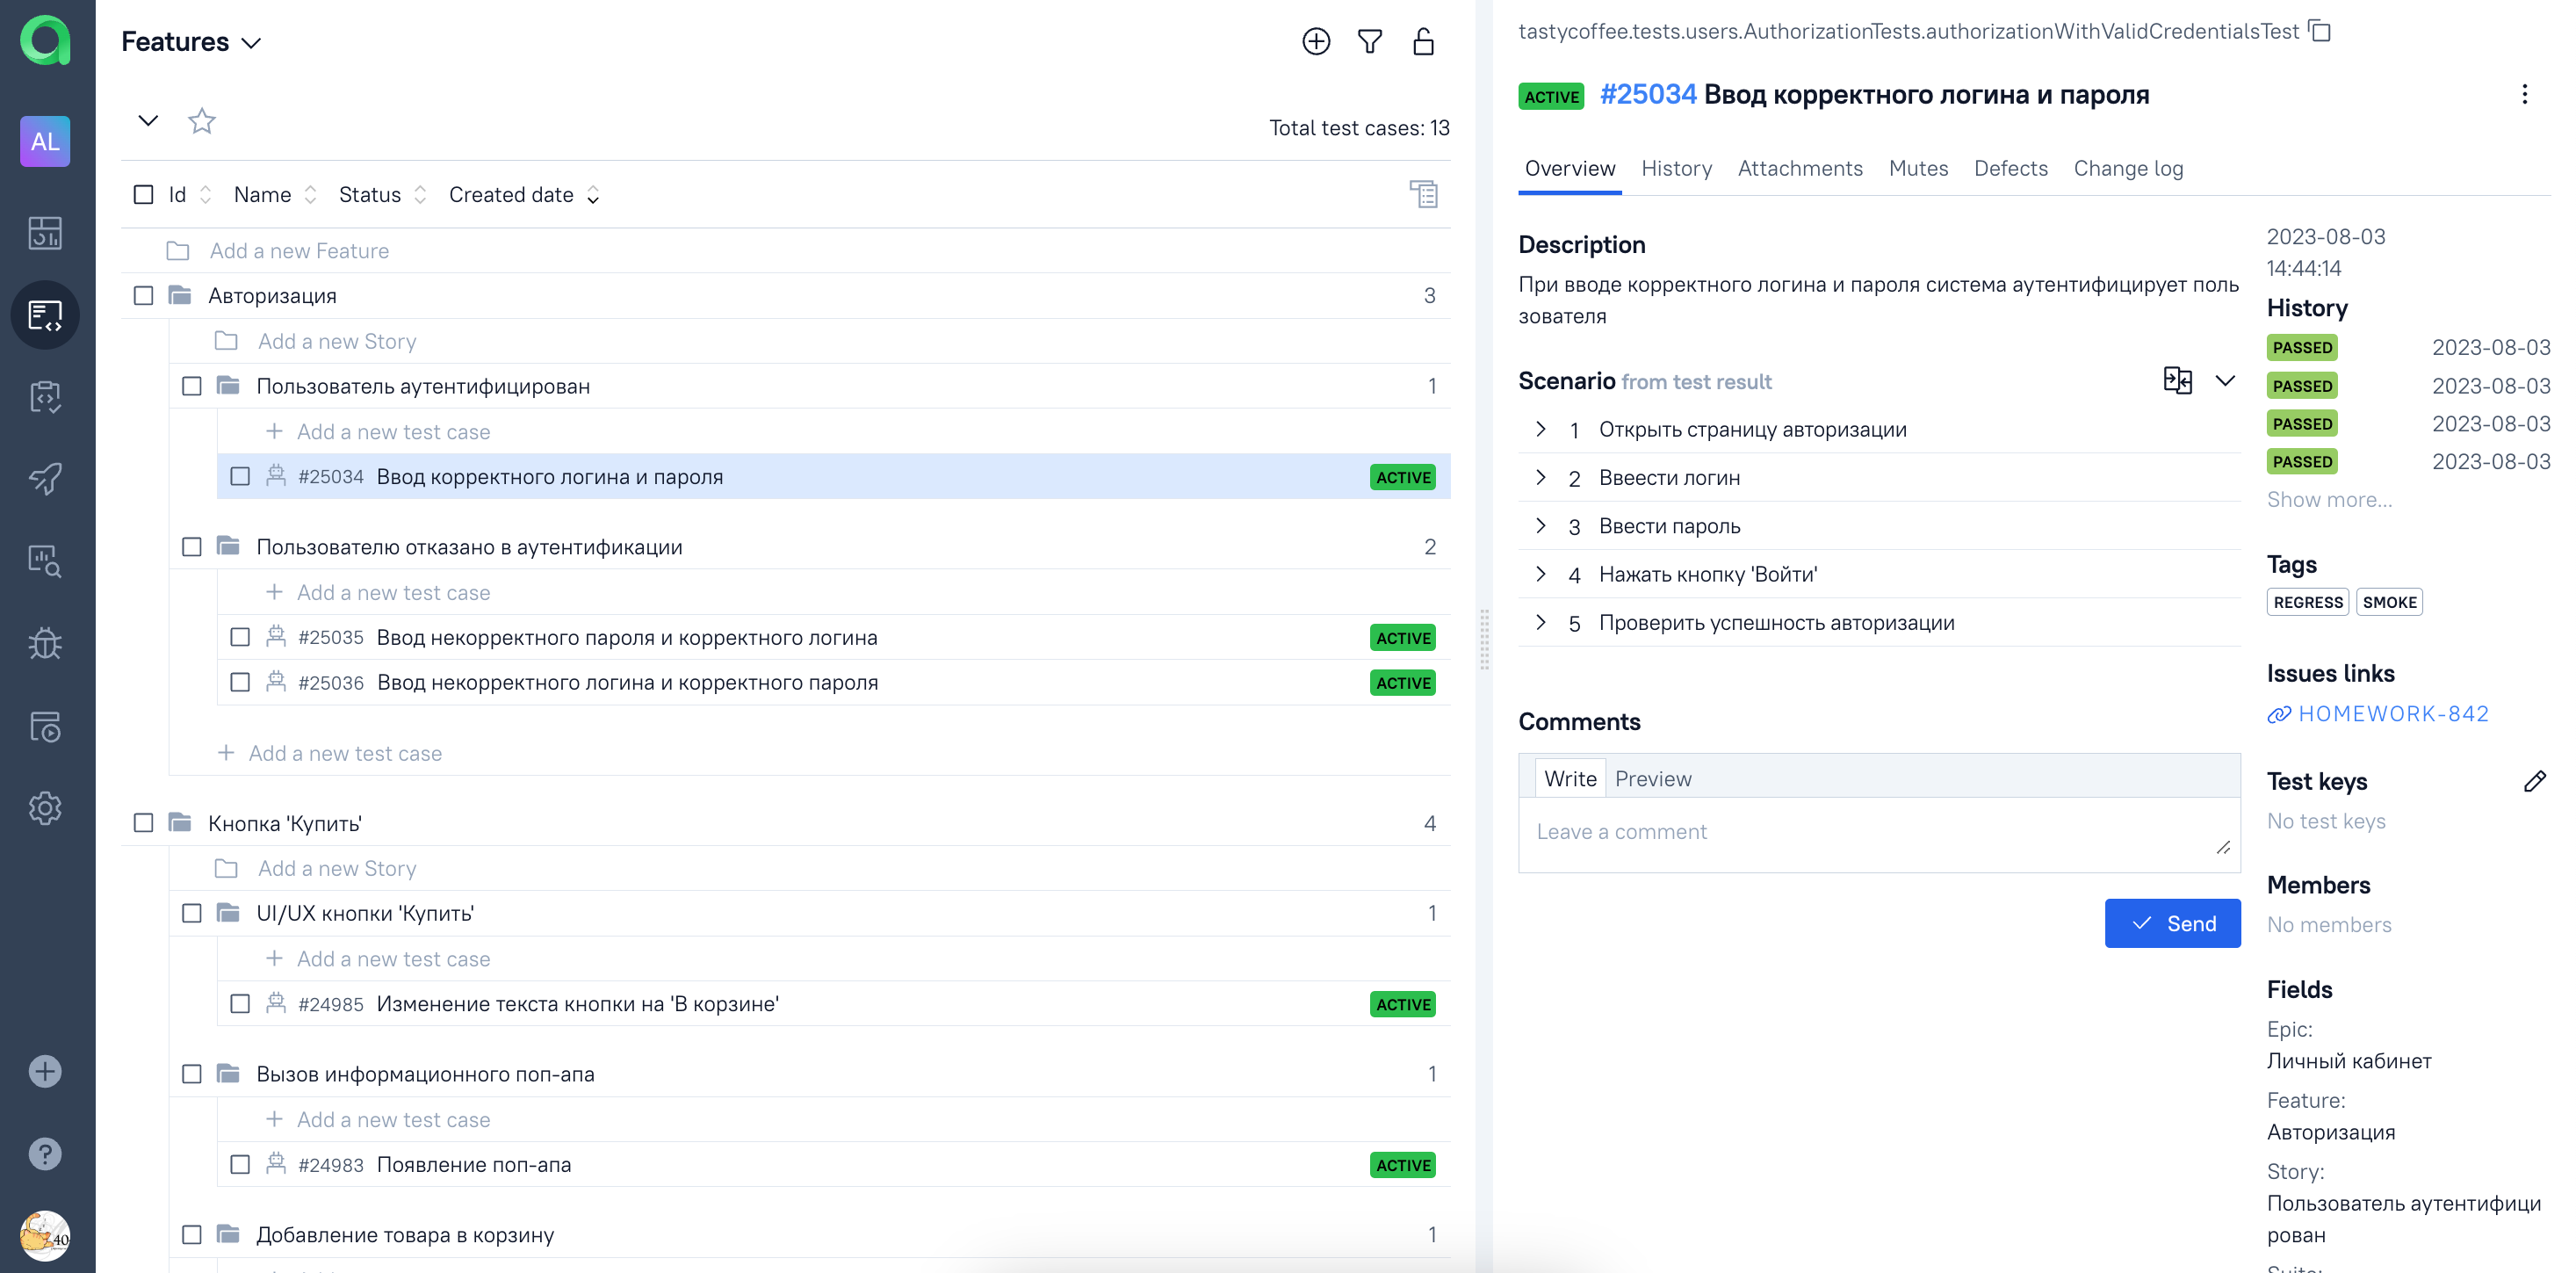 Features
AL
Total test cases: 13
Id Name Status Created date
Add a new Feature
Авторизация 3
Add a new Story
Пользователь аутентифицирован 1
Add a new test case
#25034 Ввод корректного логина и пароля ACTIVE
Пользователю отказано в аутентификации 2
Add a new test case
#25035 Ввод некорректного пароля и корректного логина ACTIVE
#25036 Ввод некорректного логина и корректного пароля ACTIVE
Add a new test case
Кнопка 'Купить' 4
Add a new Story
UI/UX кнопки 'Купить' 1
Add a new test case
#24985 Изменение текста кнопки на 'В корзине' ACTIVE
Вызов информационного поп-апа 1
Add a new test case
#24983 Появление поп-апа ACTIVE
Добавление товара в корзину 1
40
tastycoffee.tests.users.AuthorizationTests.authorizationWithValidCredentialsTest
ACTIVE #25034 Ввод корректного логина и пароля
Overview History Attachments Mutes Defects Change log
Description
При вводе корректного логина и пароля система аутентифицирует поль
зователя
Scenario from test result
1 Открыть страницу авторизации
2 Ввеести логин
3 Ввести пароль
4 Нажать кнопку 'Войти'
5 Проверить успешность авторизации
Comments
Write Preview
Leave a comment
Send
2023-08-03
14:44:14
History
PASSED 2023-08-03
PASSED 2023-08-03
PASSED 2023-08-03
PASSED 2023-08-03
Show more...
Tags
REGRESS SMOKE
Issues links
HOMEWORK-842
Test keys
No test keys
Members
No members
Fields
Epic:
Личный кабинет
Feature:
Авторизация
Story:
Пользователь аутентифици
рован